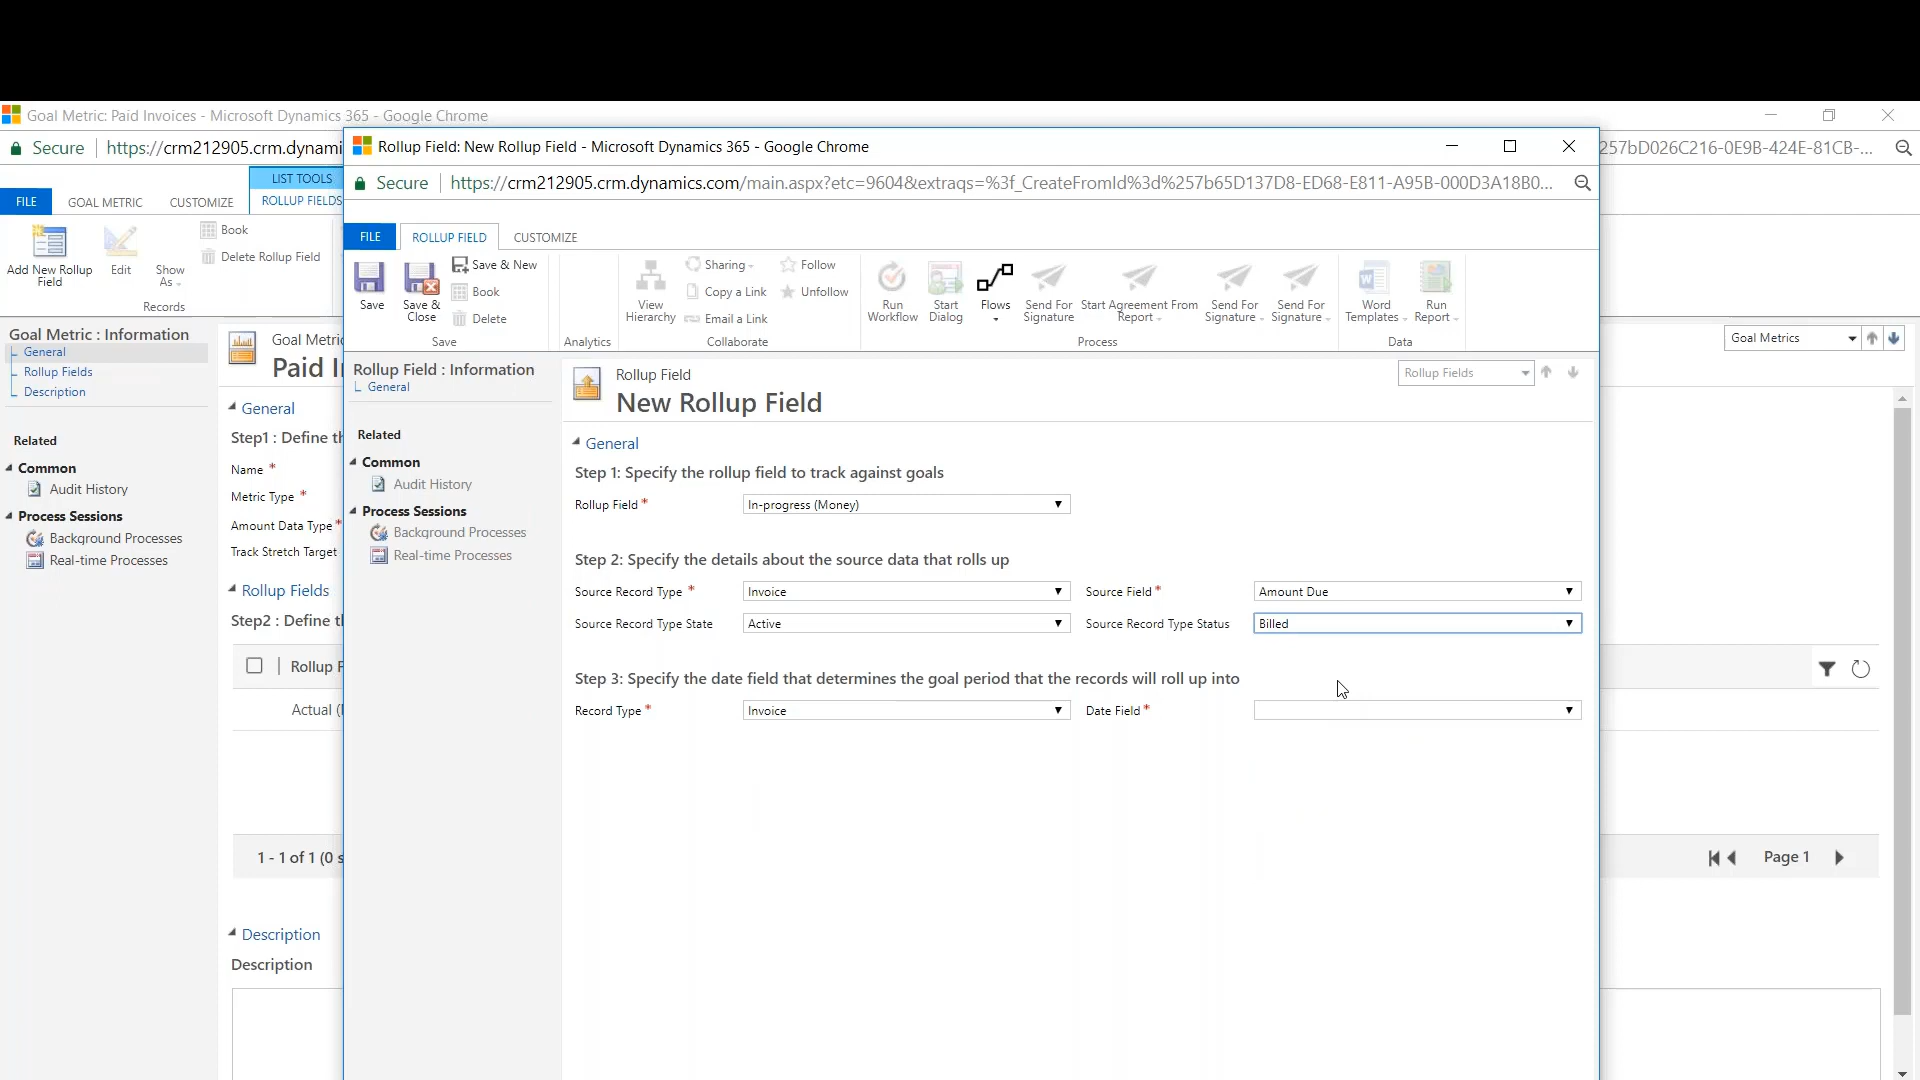 Goal Metric: Paid Invoices - Microsoft Dynamics 365 - Google Chrome
Secure https://crm212905.crm.dynami
257bD026C216-0E9B-424E-81CB-...
LIST TOOLS
FILE GOAL METRIC CUSTOMIZE ROLLUP FIELDS
Add New Rollup Field
Edit
Show As
Book
Delete Rollup Field
Records
Goal Metric : Information
General
Rollup Fields
Description
Related
Common
Audit History
Process Sessions
Background Processes
Real-time Processes
Goal Metric
Paid I
Goal Metrics
General
Step1 : Define th
Name *
Metric Type *
Amount Data Type *
Track Stretch Target
Rollup Fields
Step2 : Define th
Rollup F
Actual (
1 - 1 of 1 (0 s
Page 1
Description
Description
Rollup Field: New Rollup Field - Microsoft Dynamics 365 - Google Chrome
Secure https://crm212905.crm.dynamics.com/main.aspx?etc=9604&extraqs=%3f_CreateFromId%3d%257b65D137D8-ED68-E811-A95B-000D3A18B0...
FILE ROLLUP FIELD CUSTOMIZE
Save
Save & Close
Save & New
Book
Delete
Save
Analytics
View Hierarchy
Sharing
Copy a Link
Email a Link
Follow
Unfollow
Collaborate
Run Workflow
Start Dialog
Flows
Send For Signature
Start Agreement From Report
Send For Signature
Send For Signature
Process
Word Templates
Run Report
Data
Rollup Field : Information
General
Related
Common
Audit History
Process Sessions
Background Processes
Real-time Processes
Rollup Field
New Rollup Field
Rollup Fields
General
Step 1: Specify the rollup field to track against goals
Rollup Field * In-progress (Money)
Step 2: Specify the details about the source data that rolls up
Source Record Type * Invoice Source Field * Amount Due
Source Record Type State Active Source Record Type Status Billed
Step 3: Specify the date field that determines the goal period that the records will roll up into
Record Type * Invoice Date Field *